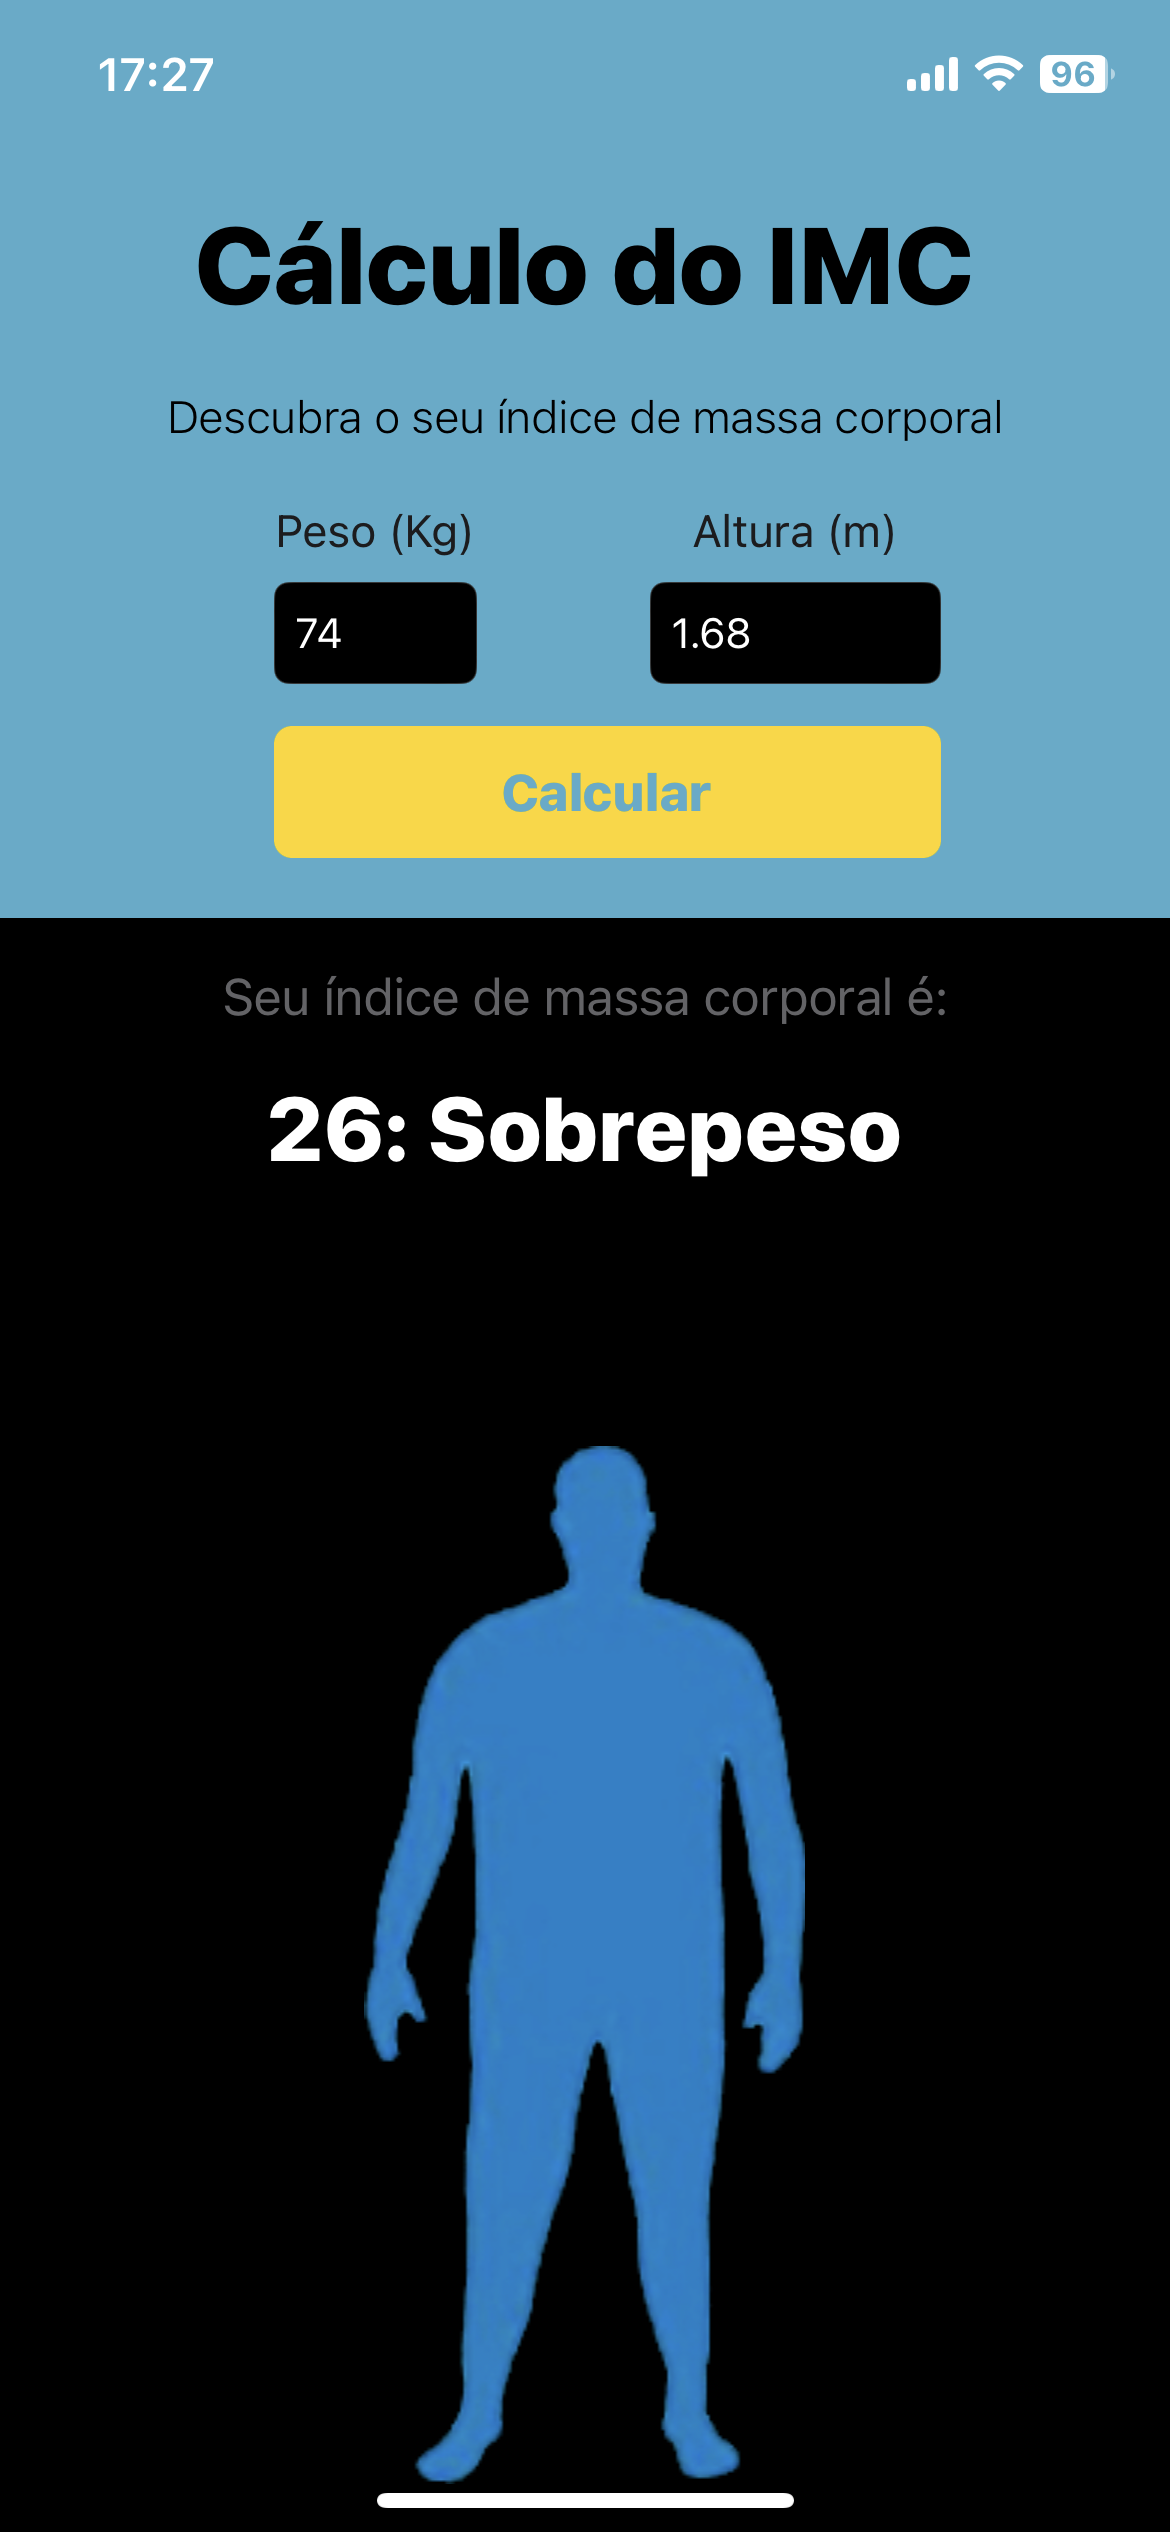 17:27
96
Cálculo do IMC
Descubra o seu índice de massa corporal
Peso (Kg)
Altura (m)
74
1.68
Calcular
Seu índice de massa corporal é:
26: Sobrepeso